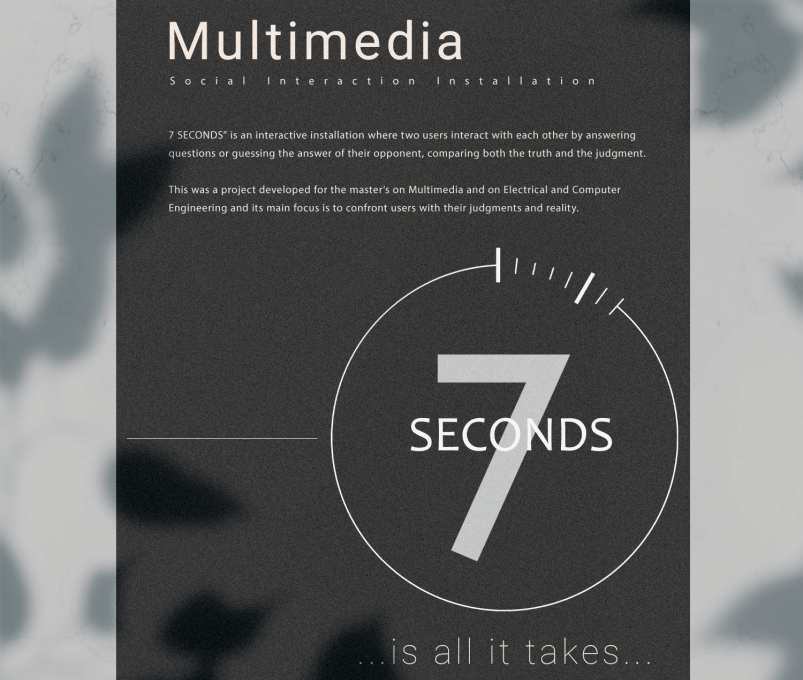 Multimedia
Social Interaction Installation
7 SECONDS” is an interactive installation where two users interact with each other by answering
questions or guessing the answer of their opponent, comparing both the truth and the judgment.
This was a project developed for the master's on Multimedia and on Electrical and Computer
Engineering and its main focus is to confront users with their judgments and reality.
7
SECONDS
...is all it takes...